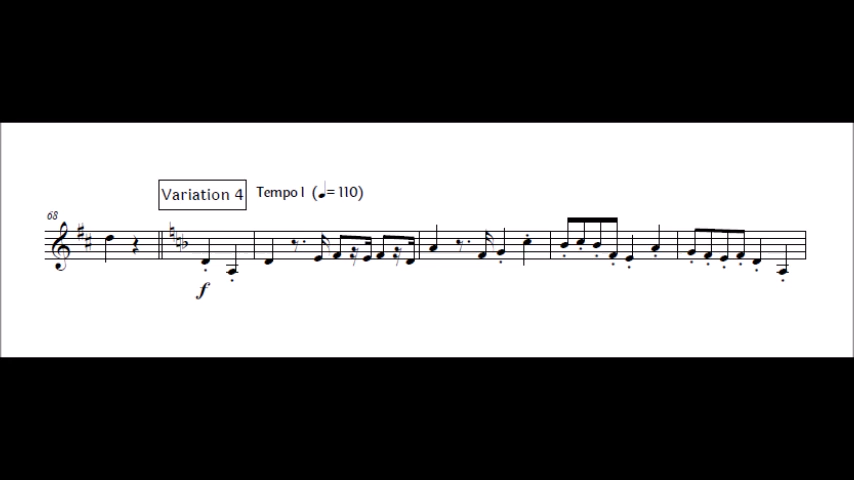 Variation 4 Tempo I (♩= 110)
68
f